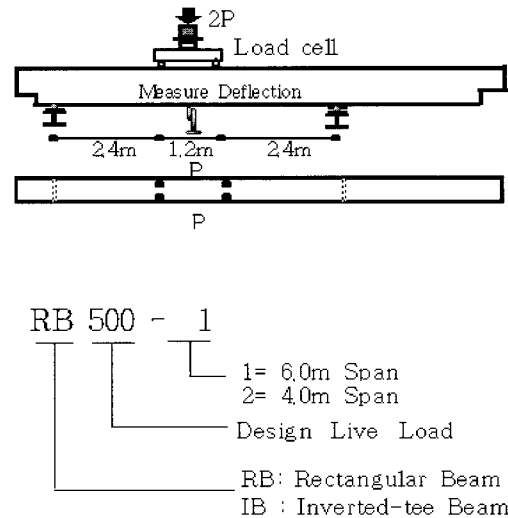 2P
Load cell
Measure Deflection
2.4m 1.2m 2.4m
P
P
RB 500 - 1
1= 6.0m Span
2= 4.0m Span
Design Live Load
RB: Rectangular Beam
IB : Inverted-tee Beam